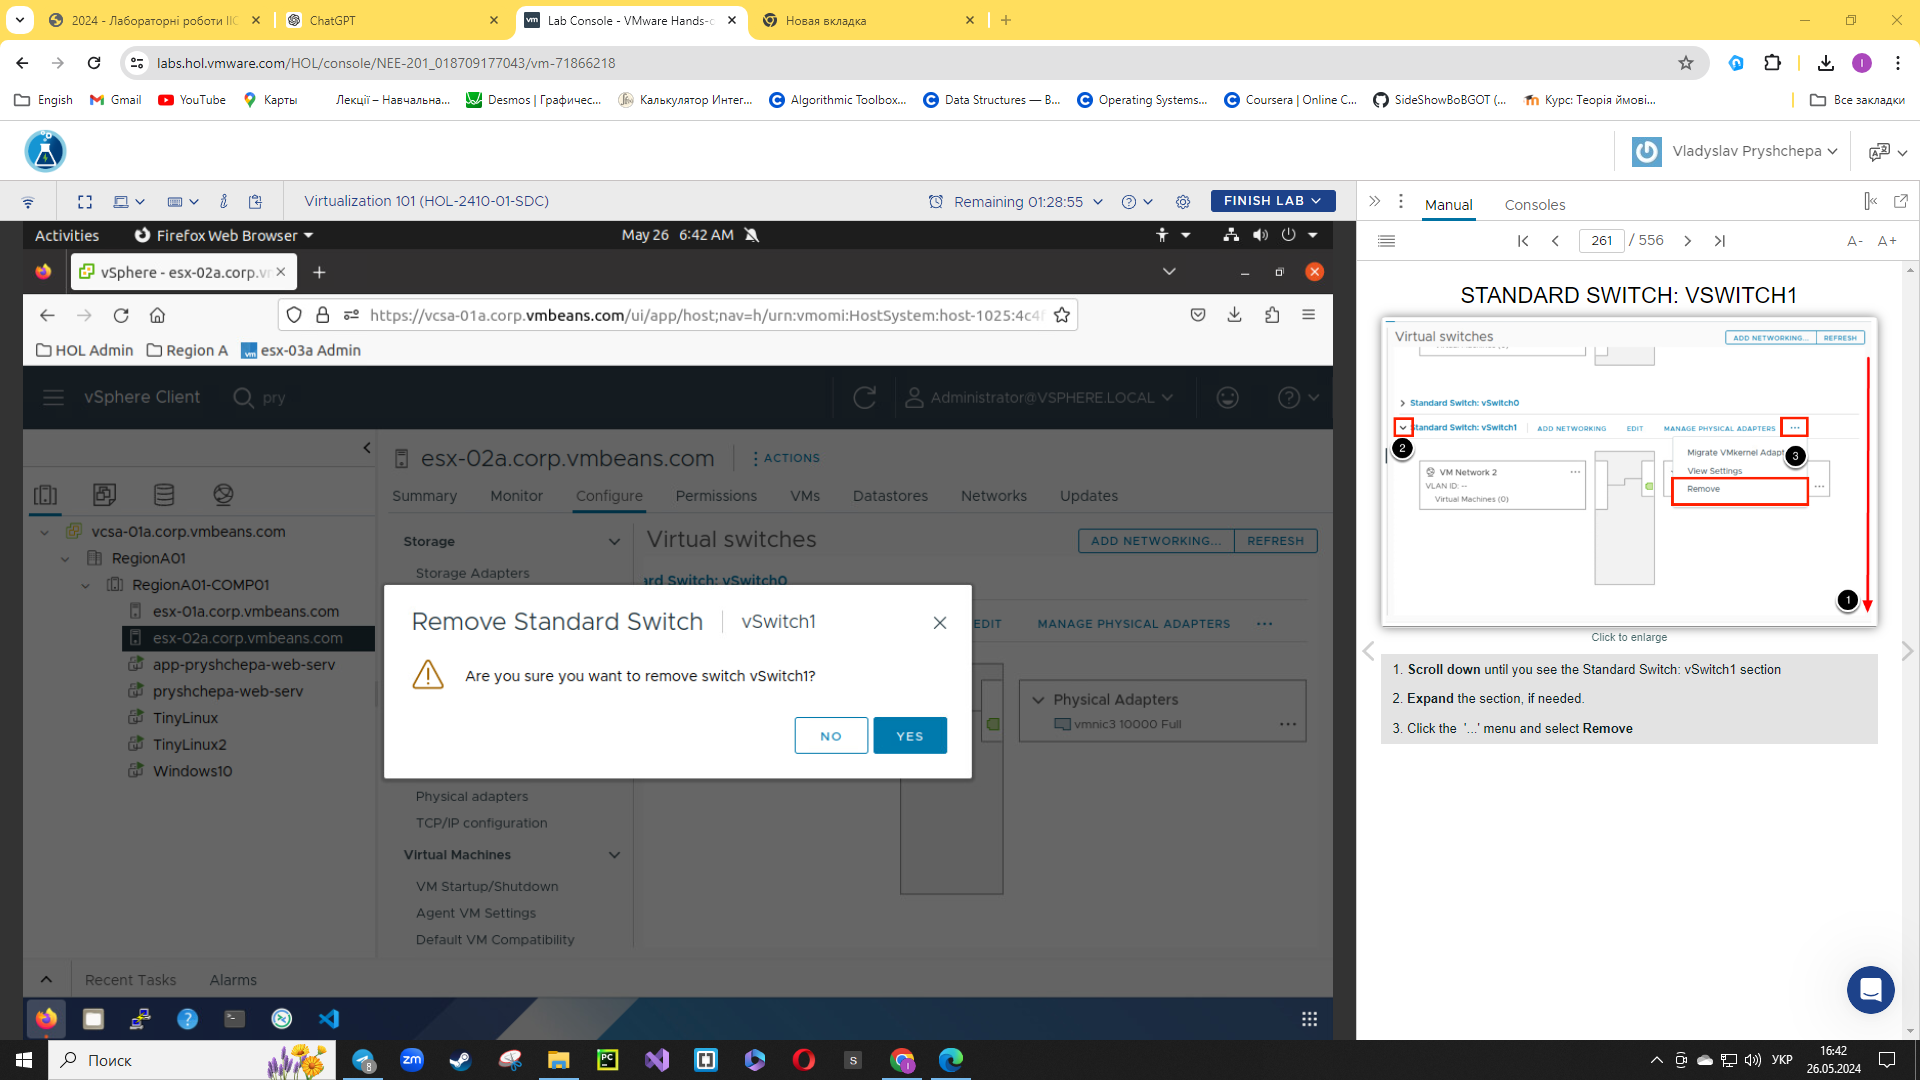 2024 - Лабораторні роботи ІІС
ChatGPT
Lab Console - VMware Hands-o
Новая вкладка
labs.hol.vmware.com/HOL/console/NEE-201_018709177043/vm-71866218
Engish
Gmail
YouTube
Карты
Лекції – Навчальна...
Desmos | Графичес...
Калькулятор Интег...
Algorithmic Toolbox...
Data Structures — В...
Operating Systems...
Coursera | Online C...
SideShowBoBGOT (...
Курс: Теорія ймові...
Все закладки
Vladyslav Pryshchepa
Virtualization 101 (HOL-2410-01-SDC)
Remaining 01:28:55
FINISH LAB
Manual
Consoles
Activities
Firefox Web Browser
May 26 6:42 AM
261 / 556
A- A+
vSphere - esx-02a.corp.vm
https://vcsa-01a.corp.vmbeans.com/ui/app/host;nav=h/urn:vmomi:HostSystem:host-1025:4c4f
HOL Admin
Region A
vm esx-03a Admin
vSphere Client
pry
Administrator@VSPHERE.LOCAL
esx-02a.corp.vmbeans.com
ACTIONS
Summary
Monitor
Configure
Permissions
VMs
Datastores
Networks
Updates
vcsa-01a.corp.vmbeans.com
RegionA01
RegionA01-COMP01
esx-01a.corp.vmbeans.com
esx-02a.corp.vmbeans.com
app-pryshchepa-web-serv
pryshchepa-web-serv
TinyLinux
TinyLinux2
Windows10
Storage
Storage Adapters
Physical adapters
TCP/IP configuration
Virtual Machines
VM Startup/Shutdown
Agent VM Settings
Default VM Compatibility
Virtual switches
ADD NETWORKING...
REFRESH
ard Switch: vSwitch0
EDIT
MANAGE PHYSICAL ADAPTERS
...
Physical Adapters
vmnic3 10000 Full
...
Remove Standard Switch
vSwitch1
Are you sure you want to remove switch vSwitch1?
NO
YES
Recent Tasks
Alarms
STANDARD SWITCH: VSWITCH1
Virtual switches
ADD NETWORKING...
REFRESH
Standard Switch: vSwitch0
Standard Switch: vSwitch1
ADD NETWORKING
EDIT
MANAGE PHYSICAL ADAPTERS
...
2
Migrate VMkernel Adapt
3
View Settings
Remove
VM Network 2
...
VLAN ID: --
Virtual Machines (0)
...
1
Click to enlarge
1. Scroll down until you see the Standard Switch: vSwitch1 section
2. Expand the section, if needed.
3. Click the '...' menu and select Remove
Поиск
8
zm
PC
S
УКР
16:42
26.05.2024